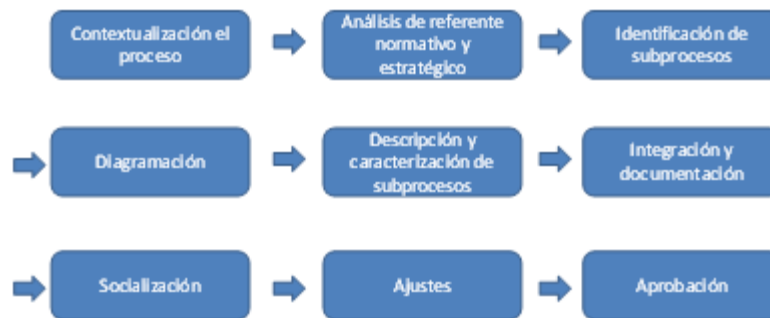 Contextualización el
proceso
Análisis de referente
normativo y
estratégico
Identificación de
subprocesos
Diagramación
Descripción y
caracterización de
subprocesos
Integración y
documentación
Socialización
Ajustes
Aprobación